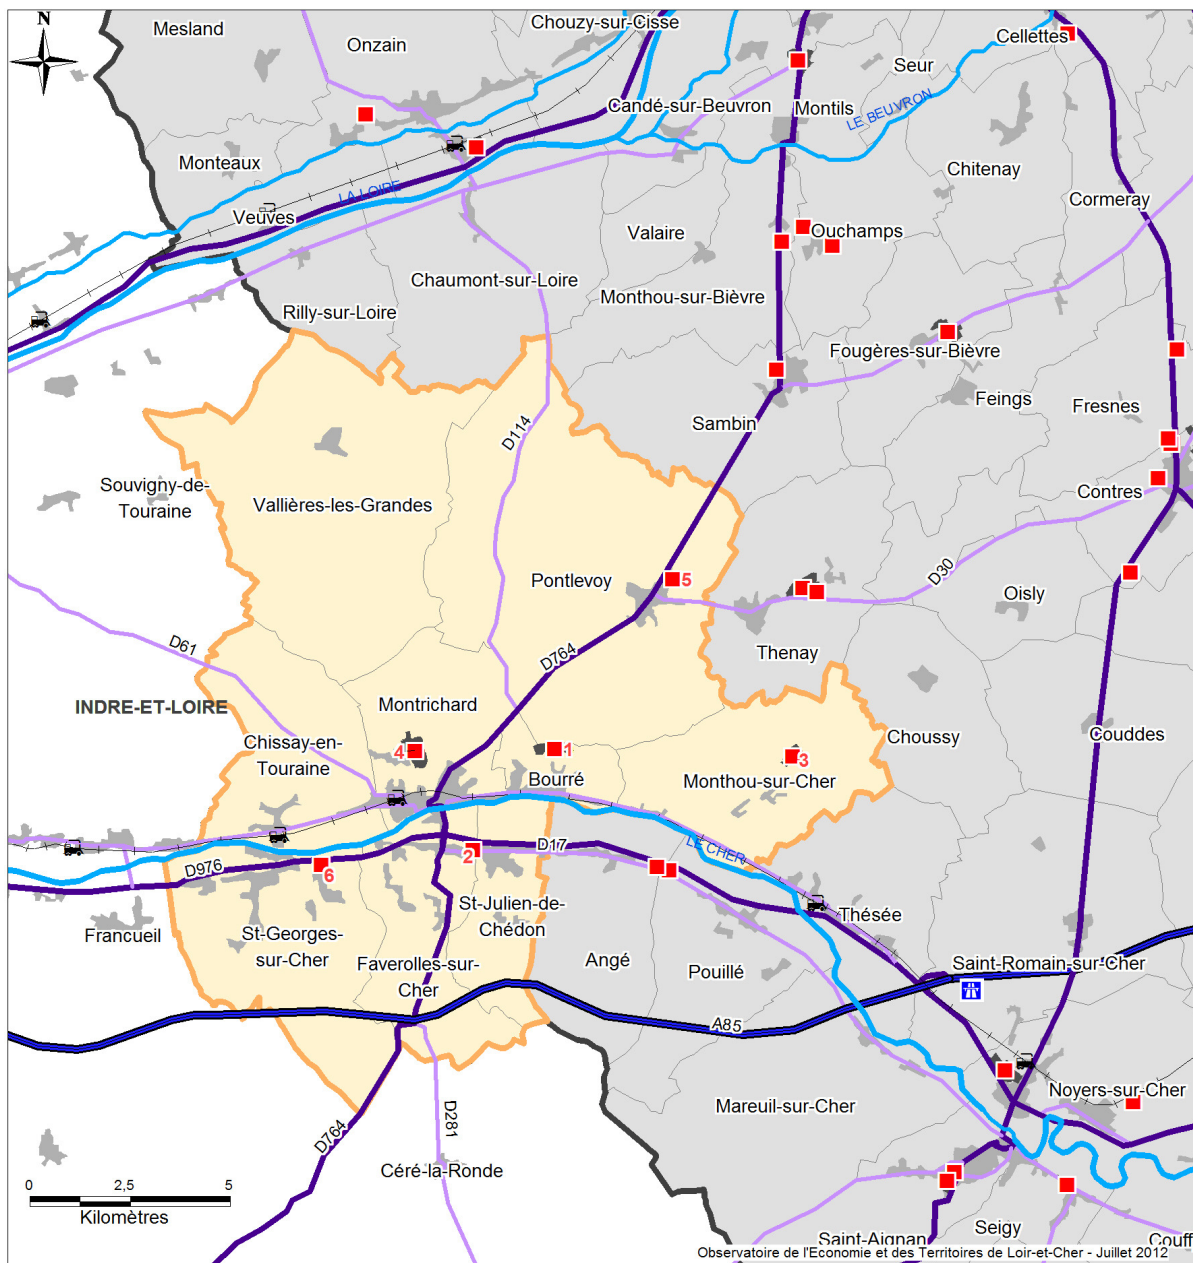 N
Mesland
Onzain
Chouzy-sur-Cisse
Cellettes
Seur
Candé-sur-Beuvron
Montils
LE BEUVRON
Monteaux
Chitenay
LA LOIRE
Cormeray
Veuves
Valaire
Ouchamps
Chaumont-sur-Loire
Monthou-sur-Bièvre
Rilly-sur-Loire
Fougères-sur-Bièvre
Feings
Fresnes
Sambin
D114
Souvigny-de-
Touraine
Vallières-les-Grandes
Contres
Pontlevoy
5
D30
Oisly
D61
D764
Thenay
INDRE-ET-LOIRE
Montrichard
Chissay-en-
Touraine
4
1
Bourré
3
Monthou-sur-Cher
Choussy
Couddes
D976
6
2
D17
LE CHER
Francueil
St-Georges-
sur-Cher
St-Julien-de-
Chédon
Thésée
Faverolles-sur-
Cher
Angé
Pouillé
Saint-Romain-sur-Cher
A85
Mareuil-sur-Cher
Noyers-sur-Cher
D764
D281
Céré-la-Ronde
0 2,5 5
Kilomètres
Saint-Aignan
Seigy
Couff
Observatoire de l'Economie et des Territoires de Loir-et-Cher - Juillet 2012